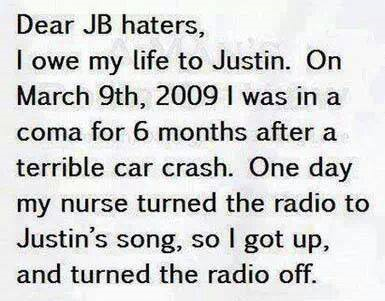 Dear JB haters,
I owe my life to Justin. On
March 9th, 2009 I was in a
coma for 6 months after a
terrible car crash. One day
my nurse turned the radio to
Justin's song, so I got up,
and turned the radio off.